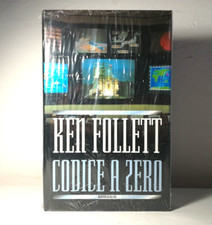 KEN FOLLETT
CODICE A ZERO